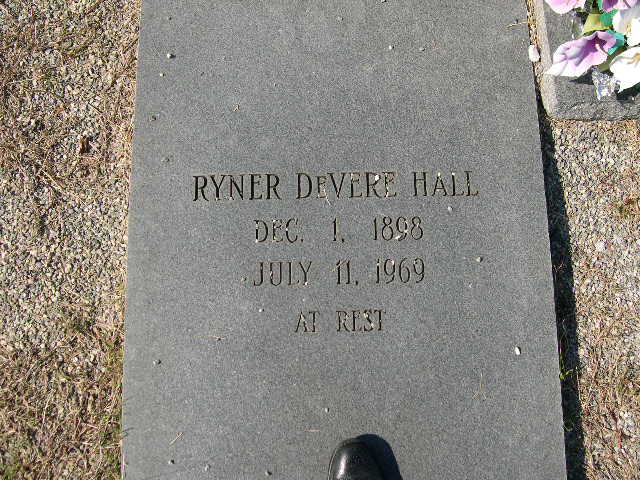 RYNER DeVERE HALL
DEC. 1, 1898
JULY 11, 1969
AT REST